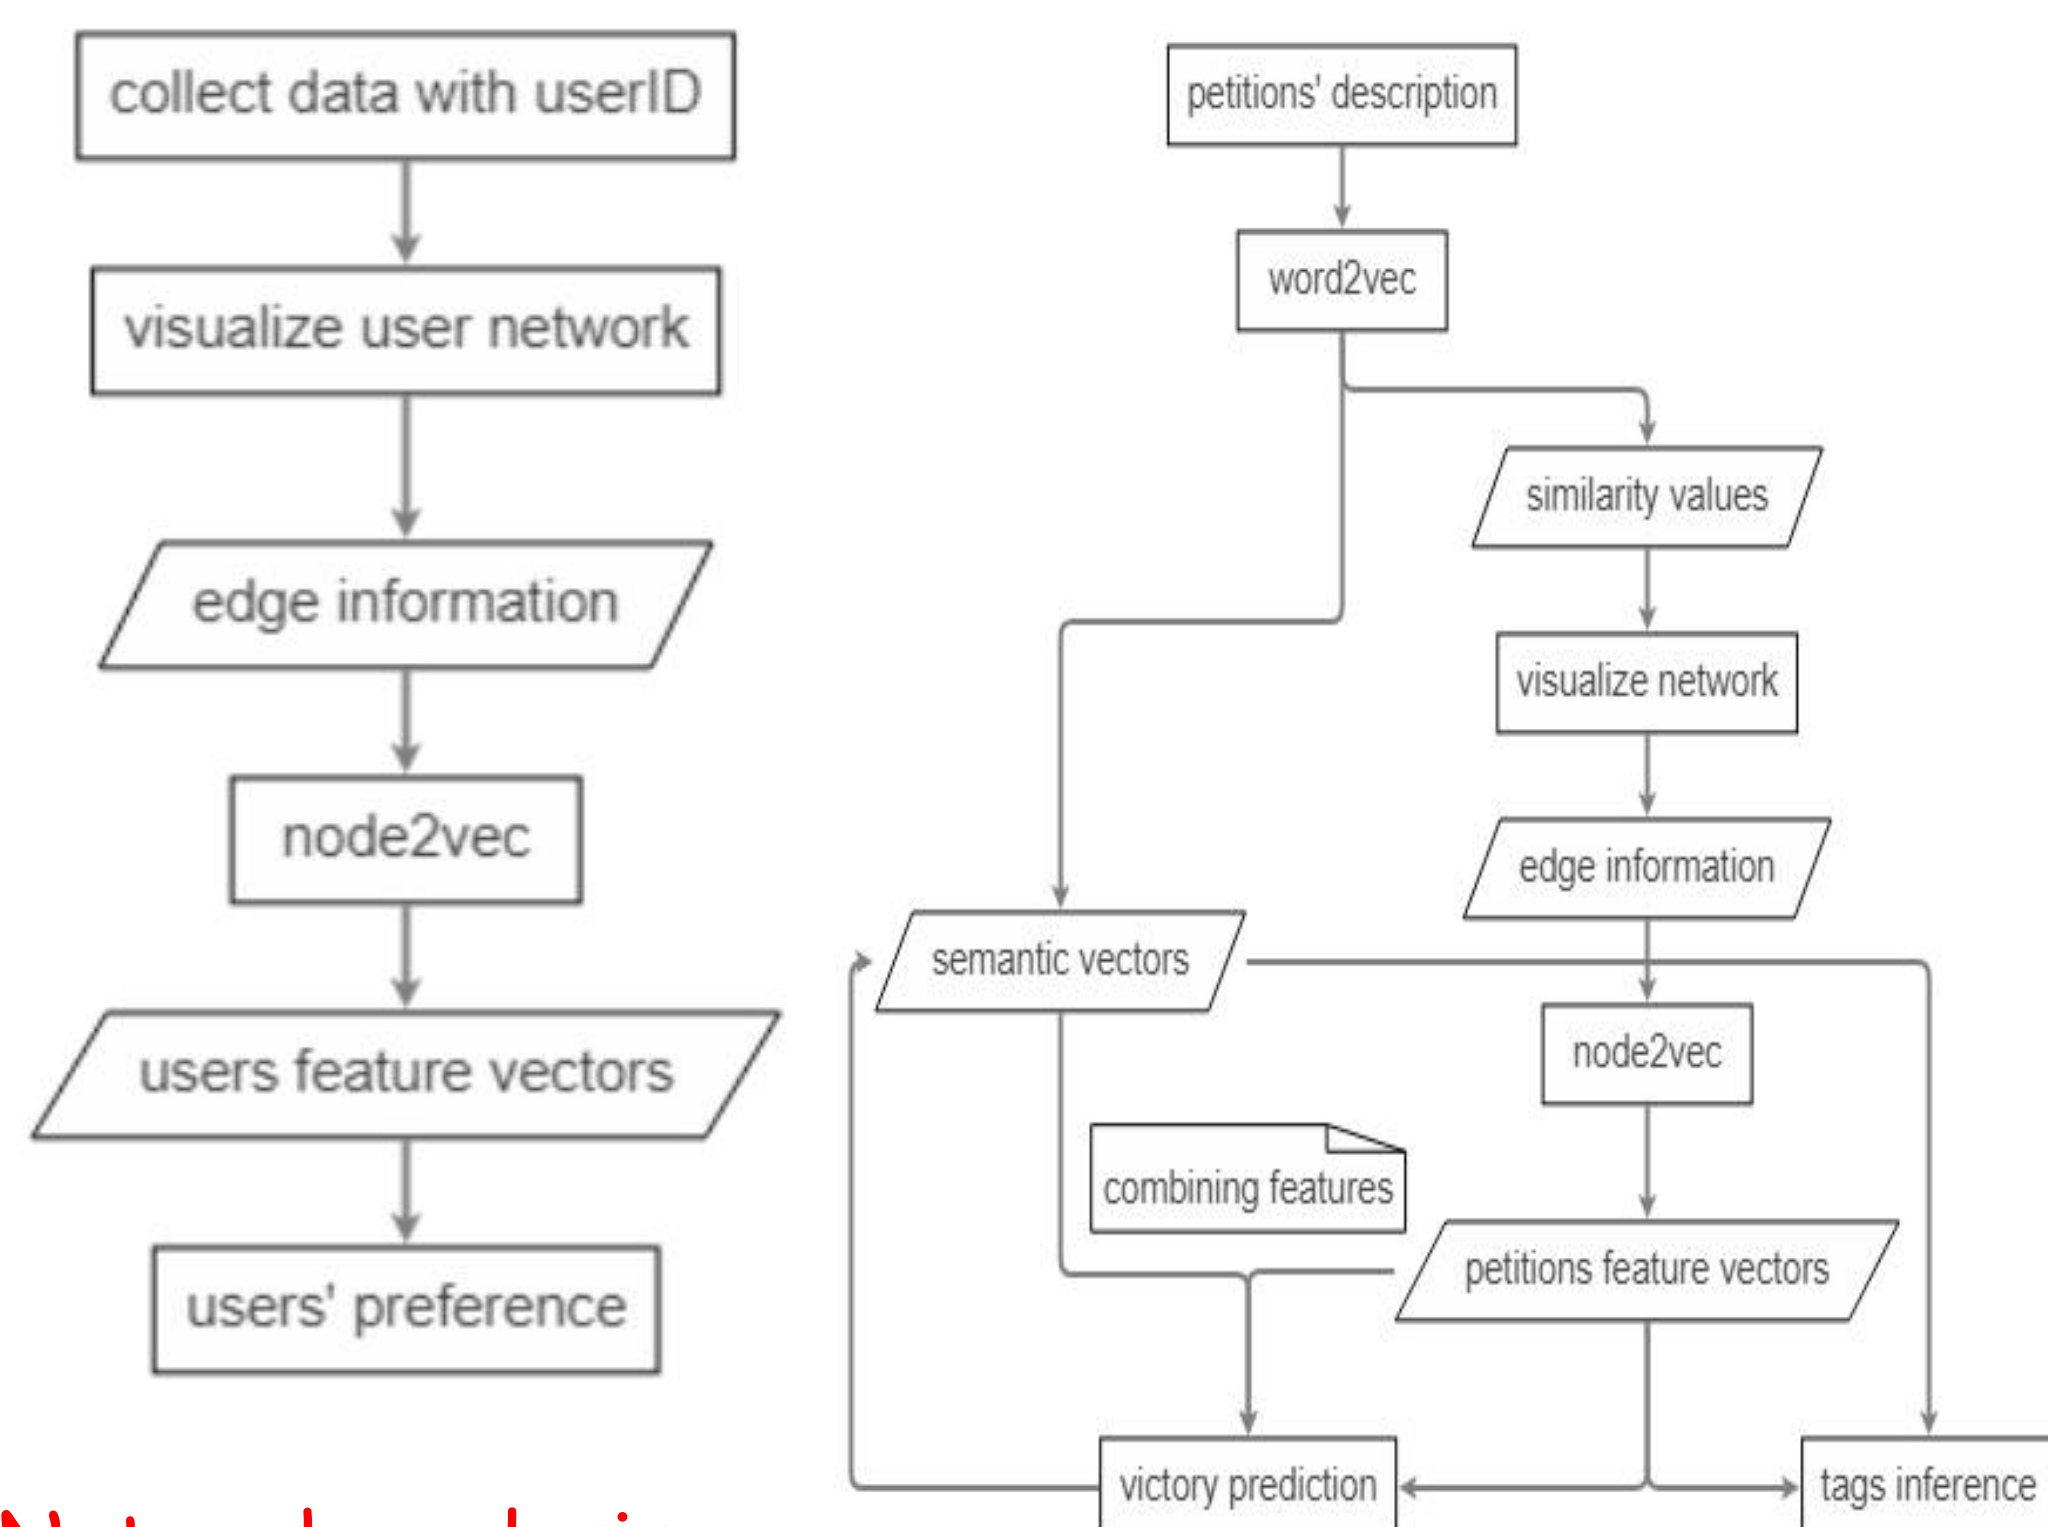 collect data with userID
visualize user network
edge information
node2vec
users feature vectors
users' preference
petitions' description
word2vec
similarity values
visualize network
edge information
semantic vectors
node2vec
combining features
petitions feature vectors
victory prediction
tags inference